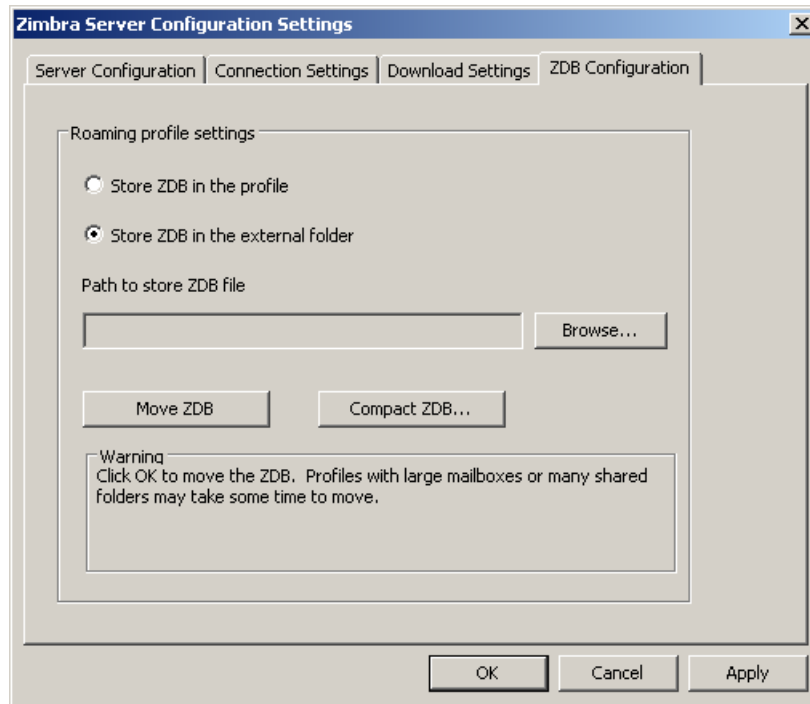 Zimbra Server Configuration Settings
Server Configuration Connection Settings Download Settings ZDB Configuration
Roaming profile settings
Store ZDB in the profile
Store ZDB in the external folder
Path to store ZDB file
Browse...
Move ZDB Compact ZDB...
Warning
Click OK to move the ZDB. Profiles with large mailboxes or many shared
folders may take some time to move.
OK Cancel Apply